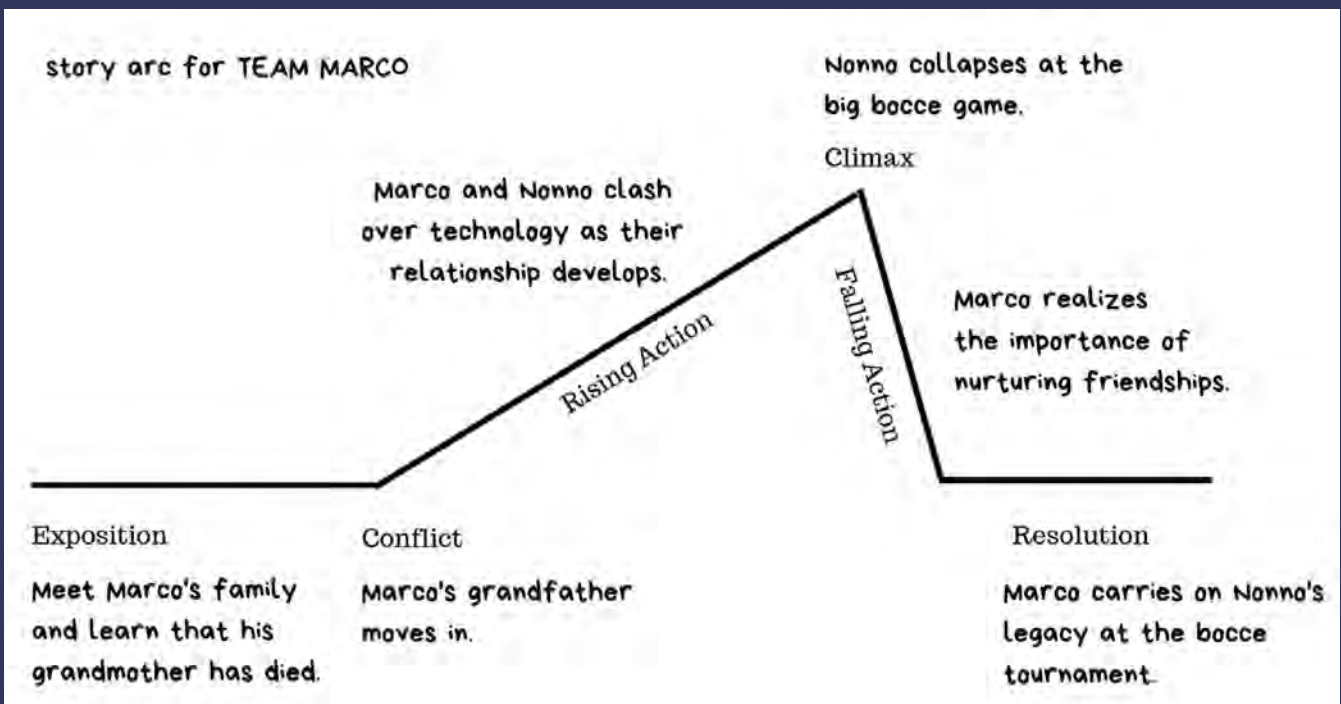 story arc for TEAM MARCO
Nonno collapses at the
big bocce game.
Climax
Marco and Nonno clash
over technology as their
relationship develops.
Rising Action
Falling Action
Marco realizes
the importance of
nurturing friendships.
Exposition
Meet Marco's family
and learn that his
grandmother has died.
Conflict
Marco's grandfather
moves in.
Resolution
Marco carries on Nonno's
legacy at the bocce
tournament.